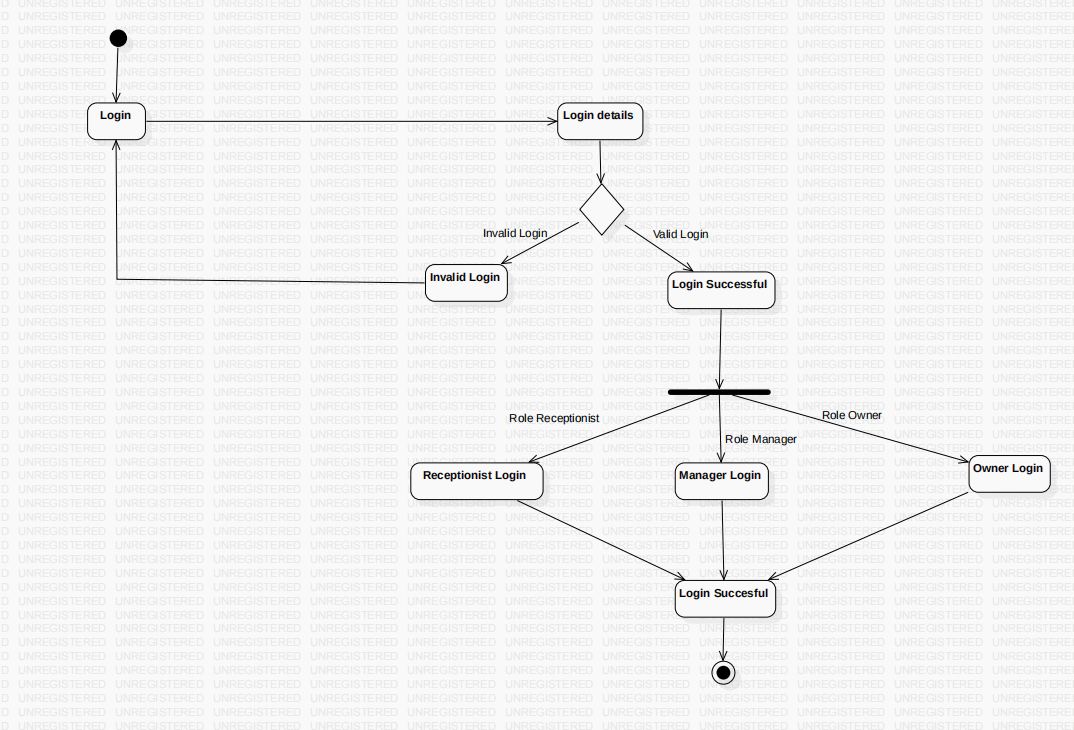 Login
Login details
Invalid Login
Valid Login
Invalid Login
Login Successful
Role Receptionist
Role Owner
Role Manager
Receptionist Login
Manager Login
Owner Login
Login Succesful
UNREGISTERED